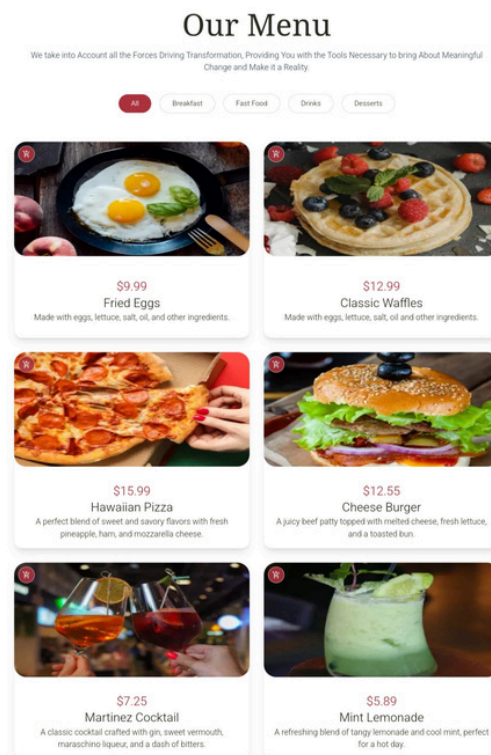 Our Menu
We take into Account all the Forces Driving Transformation, Providing You with the Tools Necessary to bring About Meaningful
Change and Make it a Reality.
All
Breakfast
Fast Food
Drinks
Desserts
$9.99
Fried Eggs
Made with eggs, lettuce, salt, oil, and other ingredients.
$12.99
Classic Waffles
Made with eggs, lettuce, salt, oil and other ingredients.
$15.99
Hawaiian Pizza
A perfect blend of sweet and savory flavors with fresh
pineapple, ham, and mozzarella cheese.
$12.55
Cheese Burger
A juicy beef patty topped with melted cheese, fresh lettuce,
and a toasted bun.
$7.25
Martinez Cocktail
A classic cocktail crafted with gin, sweet vermouth,
maraschino liqueur, and a dash of bitters.
$5.89
Mint Lemonade
A refreshing blend of tangy lemonade and cool mint, perfect
for a hot day.